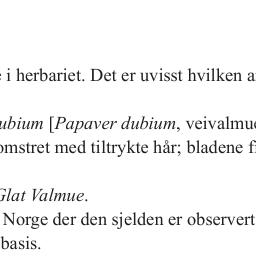 i herbariet. Det er uvisst hvilken
dubium [Papaver dubium, veivalmue
omstret med tiltrykte hår; bladene
Glat Valmue.
Norge der den sjelden er observert
basis.